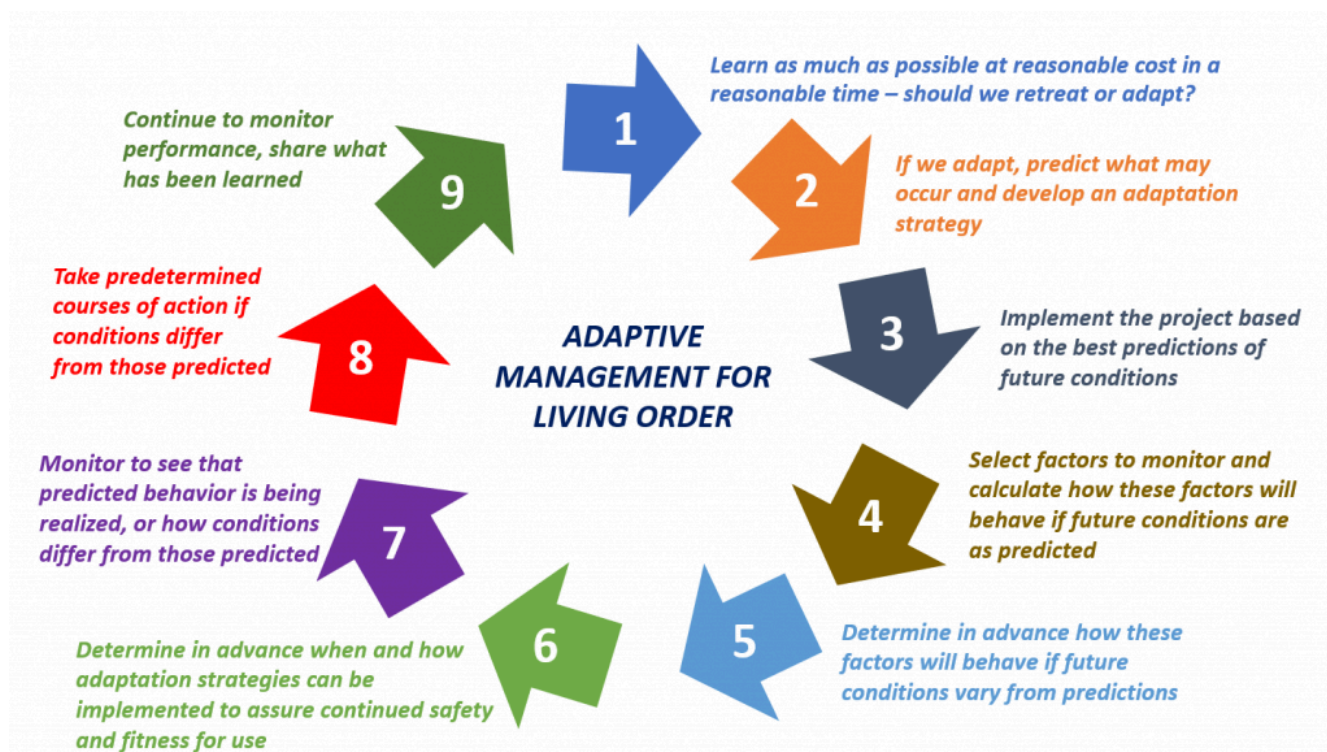 ADAPTIVE
MANAGEMENT FOR
LIVING ORDER
1
Learn as much as possible at reasonable cost in a
reasonable time – should we retreat or adapt?
2
If we adapt, predict what may
occur and develop an adaptation
strategy
3
Implement the project based
on the best predictions of
future conditions
4
Select factors to monitor and
calculate how these factors will
behave if future conditions are
as predicted
5
Determine in advance how these
factors will behave if future
conditions vary from predictions
6
Determine in advance when and how
adaptation strategies can be
implemented to assure continued safety
and fitness for use
7
Monitor to see that
predicted behavior is being
realized, or how conditions
differ from those predicted
8
Take predetermined
courses of action if
conditions differ
from those predicted
9
Continue to monitor
performance, share what
has been learned